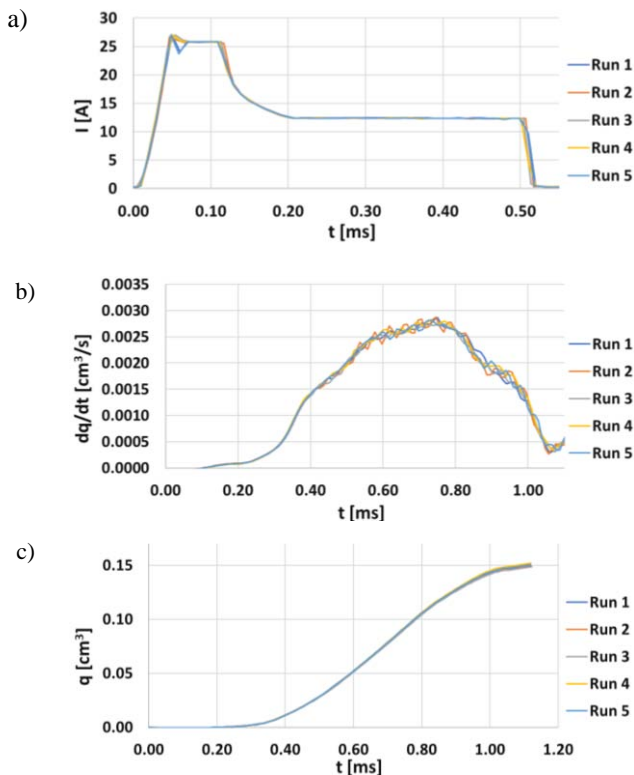 a)
I [A]
30
25
20
15
10
5
0
0.00 0.10 0.20 0.30 0.40 0.50
t [ms]
Run 1
Run 2
Run 3
Run 4
Run 5
b)
dq/dt [cm³/s]
0.0035
0.0030
0.0025
0.0020
0.0015
0.0010
0.0005
0.0000
0.00 0.20 0.40 0.60 0.80 1.00
t [ms]
Run 1
Run 2
Run 3
Run 4
Run 5
c)
q [cm³]
0.15
0.10
0.05
0.00
0.00 0.20 0.40 0.60 0.80 1.00 1.20
t [ms]
Run 1
Run 2
Run 3
Run 4
Run 5